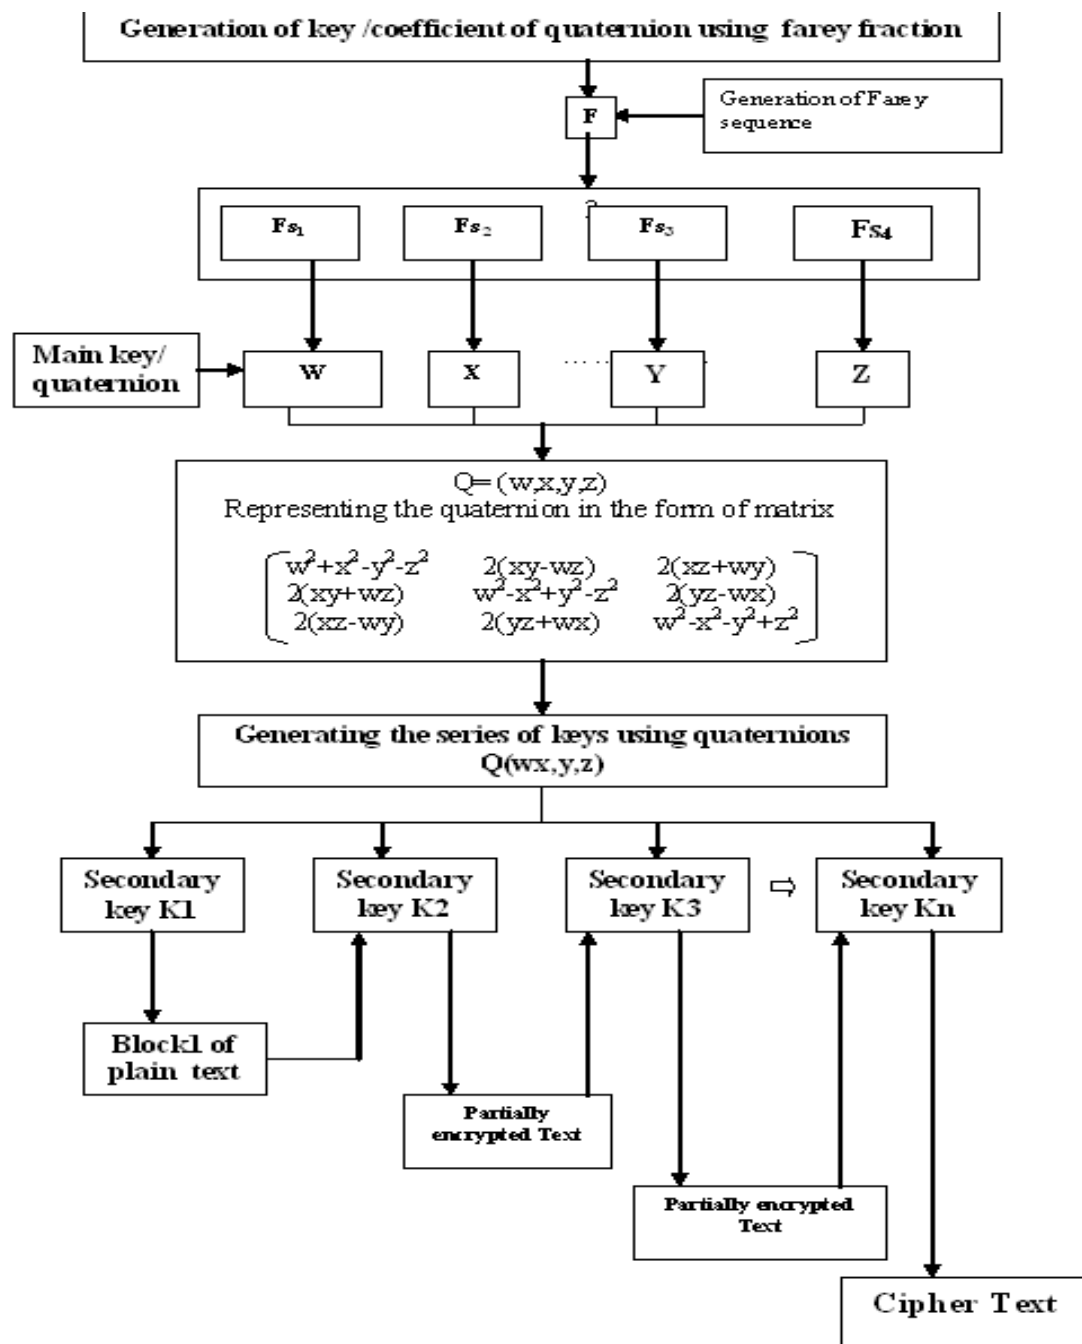 Generation of key /coefficient of quaternion using farey fraction
F
Generation of Farey
sequence
Fs₁
Fs₂
Fs₃
Fs₄
Main key/
quaternion
W
X
Y
Z
Q=(w,x,y,z)
Representing the quaternion in the form of matrix
w²+x²-y²-z² 2(xy-wz) 2(xz+wy)
2(xy+wz) w²-x²+y²-z² 2(yz-wx)
2(xz-wy) 2(yz+wx) w²-x²-y²+z²
Generating the series of keys using quaternions
Q(wx,y,z)
Secondary
key K1
Secondary
key K2
Secondary
key K3
Secondary
key Kn
Block1 of
plain text
Partially
encrypted Text
Partially encrypted
Text
Cipher Text